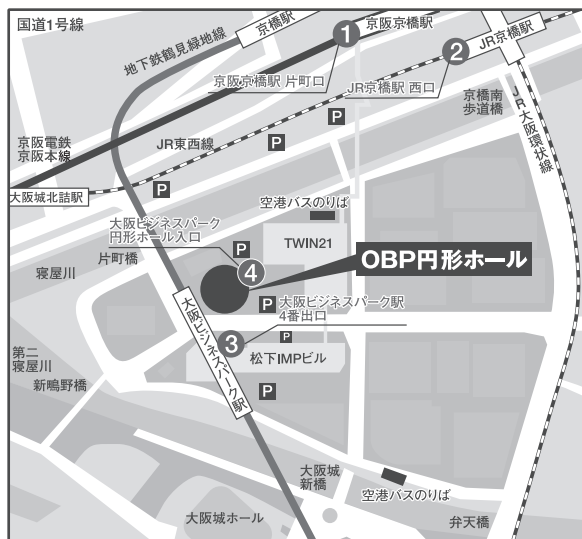 国道1号線
京橋駅
1
京阪京橋駅
2
JR京橋駅
地下鉄鶴見緑地線
京阪京橋駅 片町口
JR京橋駅 西口
京橋南
歩道橋
JR大阪環状線
京阪電鉄
京阪本線
JR東西線
P
P
P
大阪城北詰駅
空港バスのりば
大阪ビジネスパーク
円形ホール入口
P
TWIN21
片町橋
4
OBP円形ホール
寝屋川
P
大阪ビジネスパーク駅
4番出口
大阪ビジネスパーク駅
3
P
松下IMPビル
第二
寝屋川
新鴫野橋
P
大阪城
新橋
空港バスのりば
大阪城ホール
弁天橋